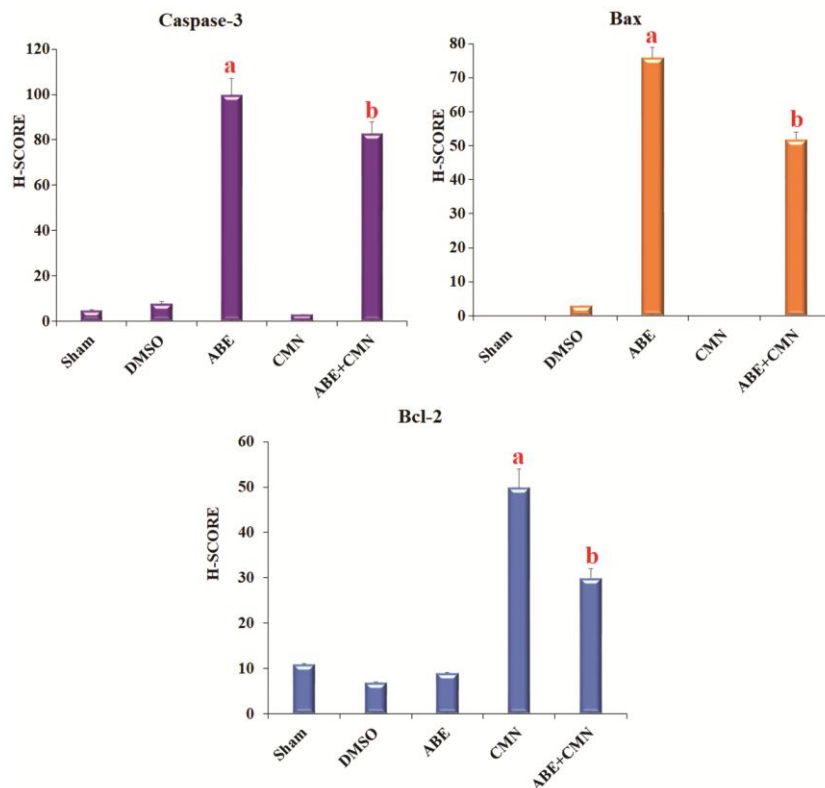 Caspase-3
H-SCORE
120
100
80
60
40
20
0
a
b
Sham
DMSO
ABE
CMN
ABE+CMN
Bax
H-SCORE
80
70
60
50
40
30
20
10
0
a
b
Sham
DMSO
ABE
CMN
ABE+CMN
Bcl-2
H-SCORE
60
50
40
30
20
10
0
a
b
Sham
DMSO
ABE
CMN
ABE+CMN